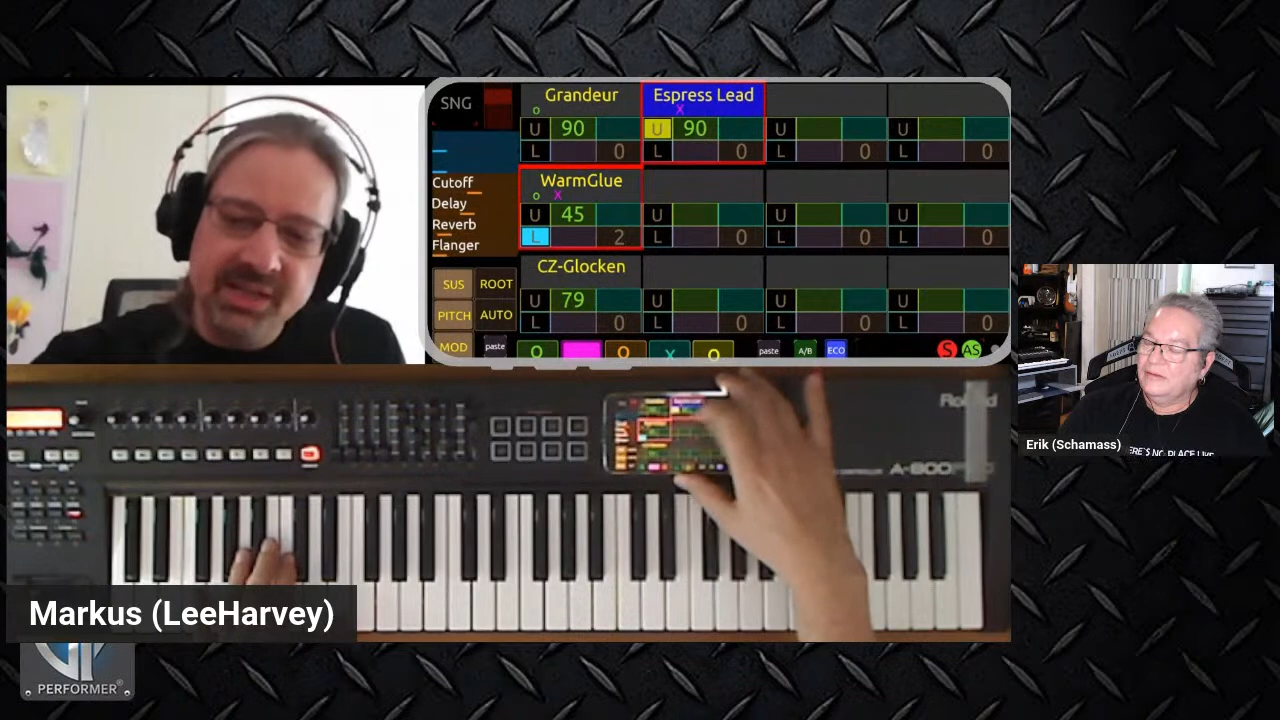 SNG
Grandeur
Espress Lead
o
X
U 90
U 90
U
U
L 0
L 0
L 0
L 0
Cutoff
Delay
Reverb
Flanger
WarmGlue
o X
U 45
U
U
U
L 2
L 0
L 0
L 0
CZ-Glocken
SUS ROOT
PITCH AUTO
MOD
U 79
U
U
U
L 0
L 0
L 0
L 0
paste
O
O
X
O
paste
A/B
ECO
S
AS
Erik (Schamass)
Markus (LeeHarvey)
GP
PERFORMER®